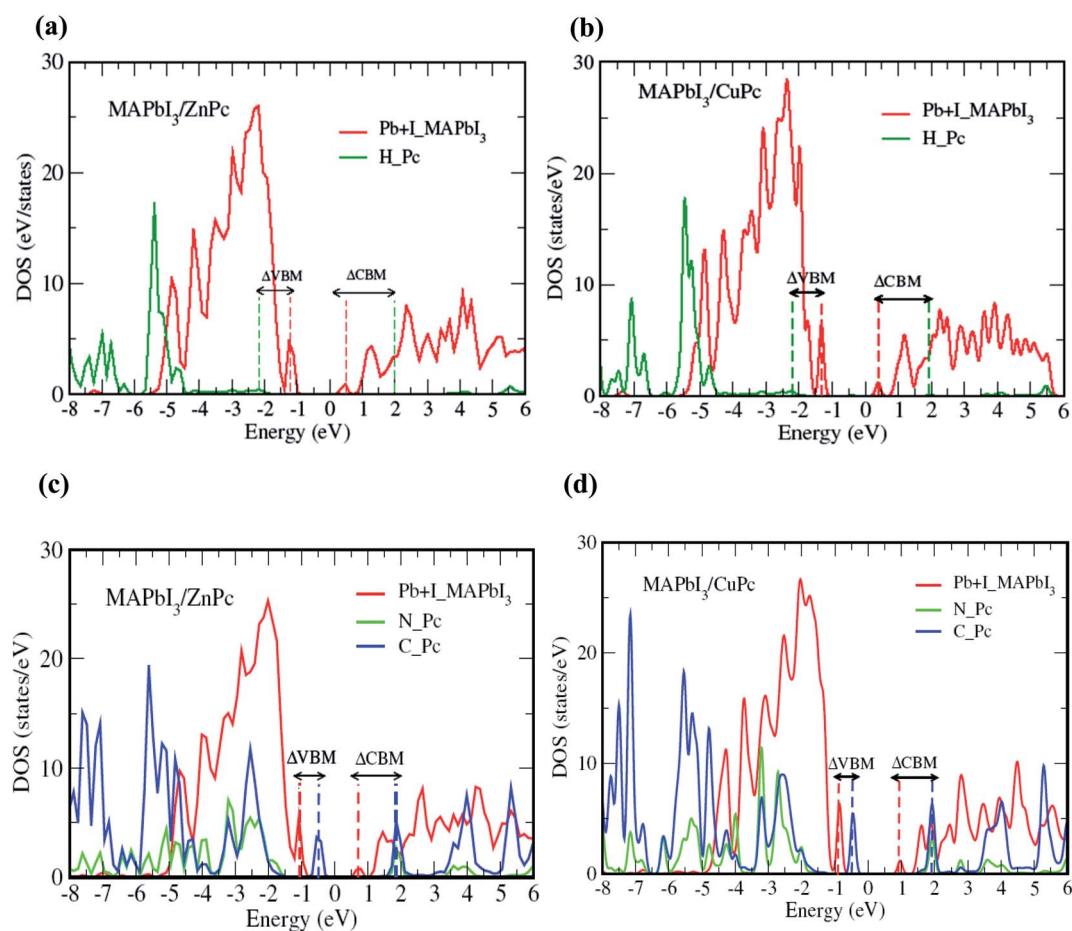 (a)
MAPbI₃/ZnPc
Pb+I_MAPbI₃
H_Pc
ΔVBM
ΔCBM
DOS (eV/states)
30
20
10
0
-8 -7 -6 -5 -4 -3 -2 -1 0 1 2 3 4 5 6
Energy (eV)
(b)
MAPbI₃/CuPc
Pb+I_MAPbI₃
H_Pc
ΔVBM
ΔCBM
DOS (states/eV)
30
20
10
0
-8 -7 -6 -5 -4 -3 -2 -1 0 1 2 3 4 5 6
Energy (eV)
(c)
MAPbI₃/ZnPc
Pb+I_MAPbI₃
N_Pc
C_Pc
ΔVBM
ΔCBM
DOS (states/eV)
30
20
10
0
-8 -7 -6 -5 -4 -3 -2 -1 0 1 2 3 4 5 6
Energy (eV)
(d)
MAPbI₃/CuPc
Pb+I_MAPbI₃
N_Pc
C_Pc
ΔVBM
ΔCBM
DOS (states/eV)
30
20
10
0
-8 -7 -6 -5 -4 -3 -2 -1 0 1 2 3 4 5 6
Energy (eV)